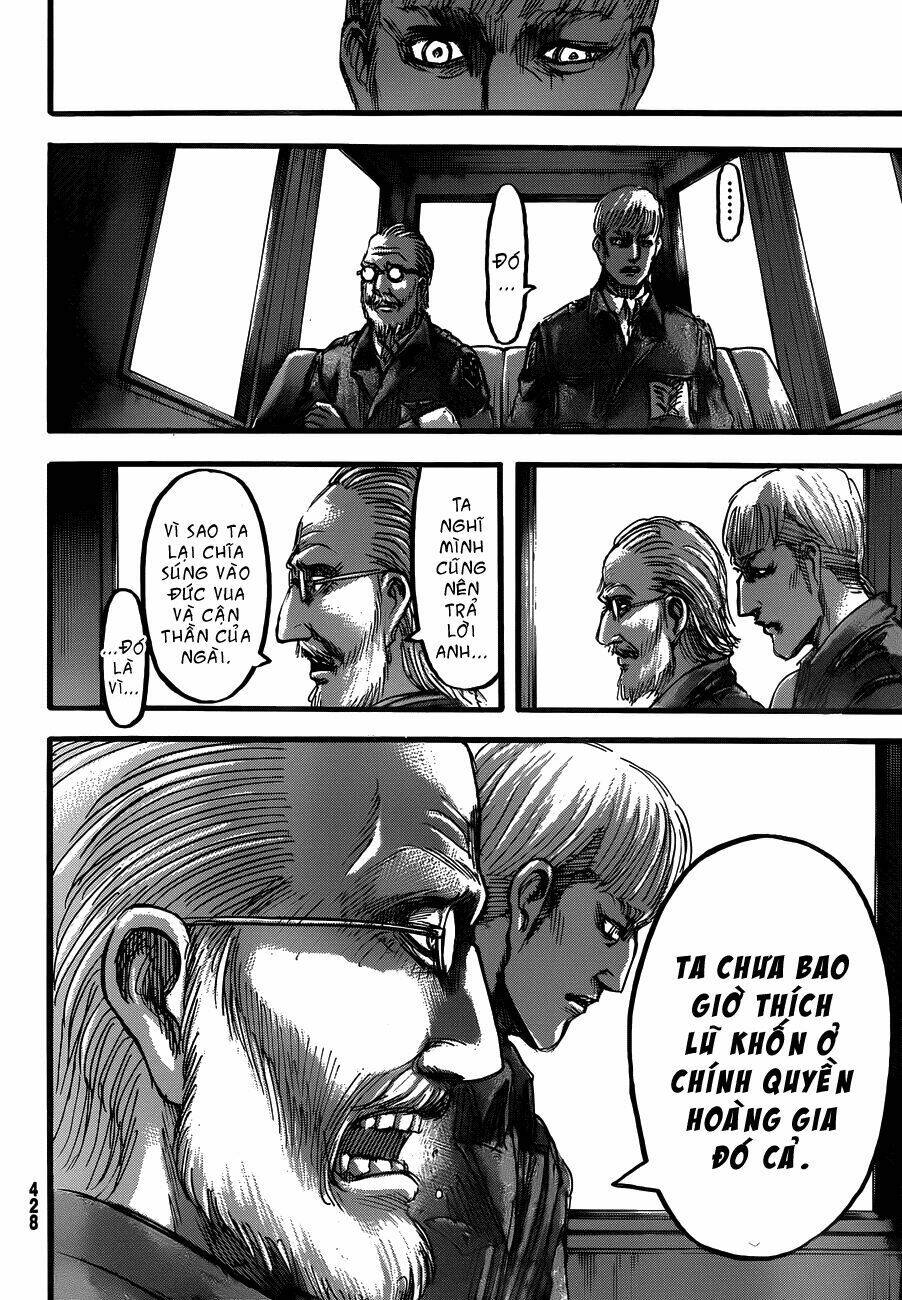 ......
ĐÓ
...
TA
NGHĨ
MÌNH
CŨNG
NÊN
TRẢ
LỜI
ANH...
VÌ SAO TA
LẠI CHĨA
SÚNG VÀO
ĐỨC VUA
VÀ CẬN
THẦN CỦA
NGÀI.
...ĐÓ
LÀ
VÌ...
TA CHƯA BAO
GIỜ THÍCH
LŨ KHỐN Ở
CHÍNH QUYỀN
HOÀNG GIA
ĐÓ CẢ.
428